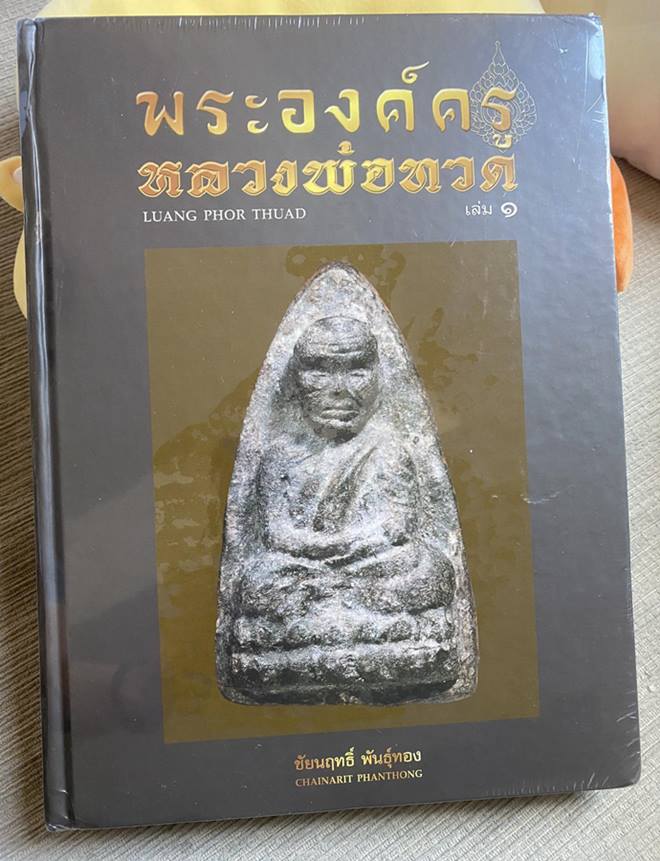 พระองค์ครู
หลวงพ่อทวด
LUANG PHOR THUAD
เล่ม ๑
ชัยนฤทธิ์ พันธุ์ทอง
CHAINARIT PHANTHONG